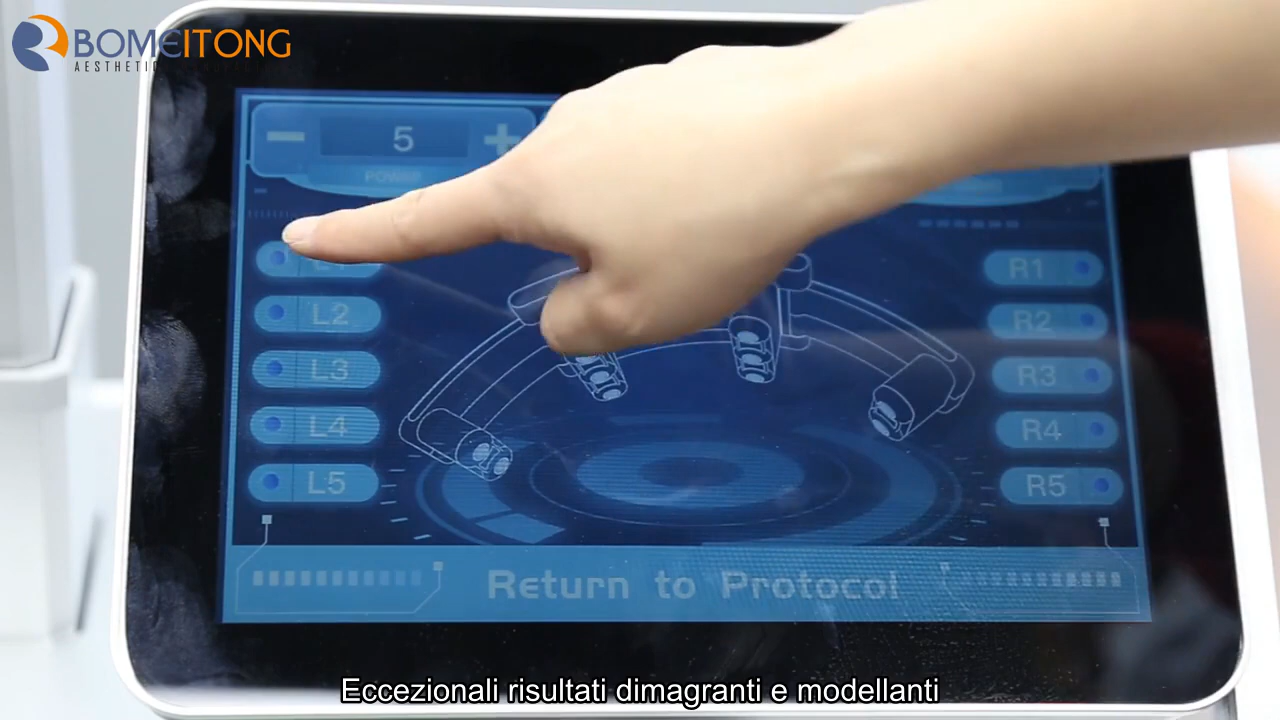 BOMEITONG
AESTHETIC
5
POWER
L2
L3
L4
L5
R1
R2
R3
R4
R5
Return to Protocol
Eccezionali risultati dimagranti e modellanti